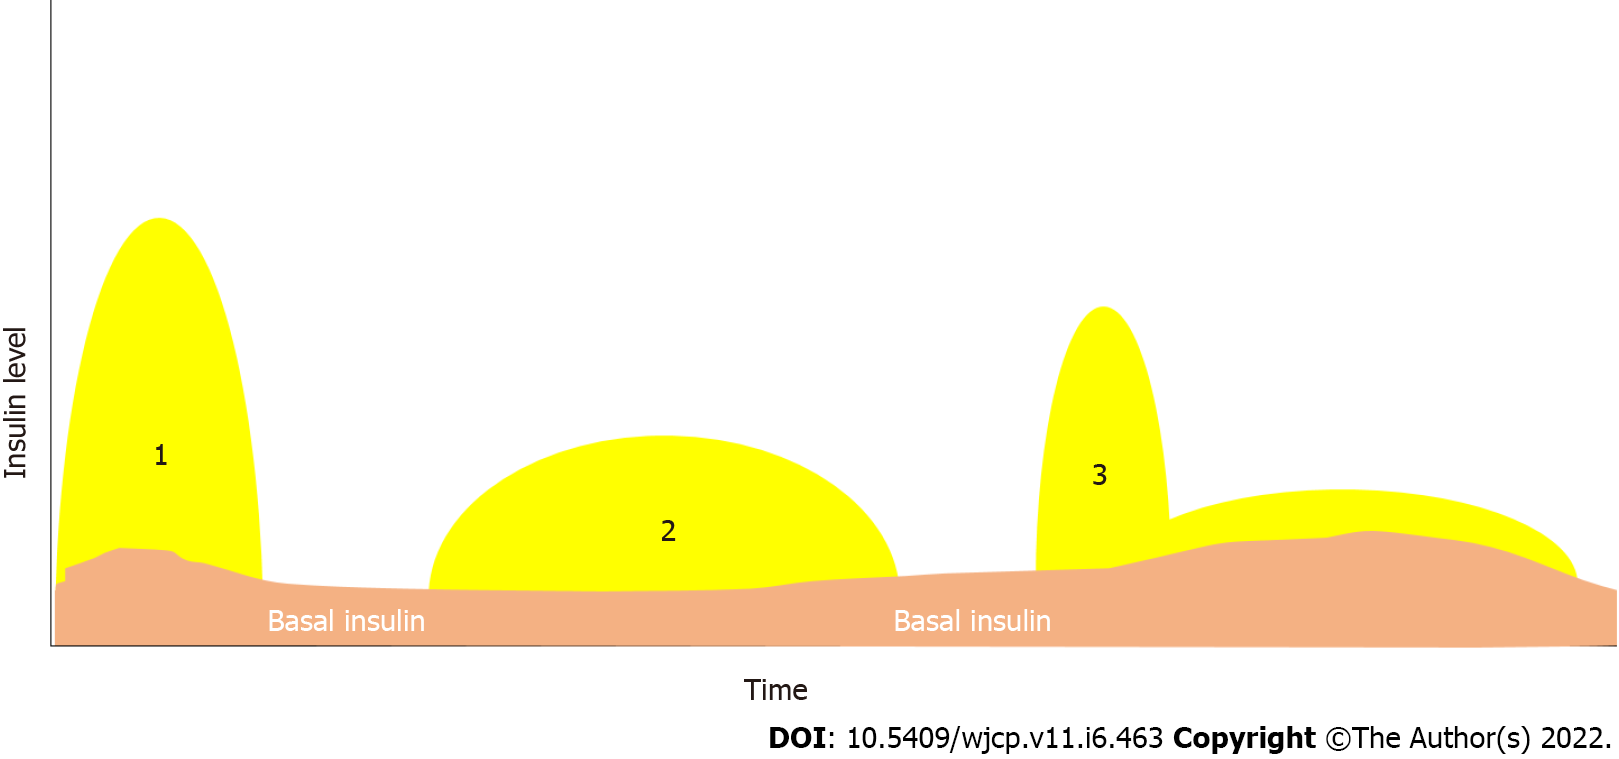 Insulin level
1
2
3
Basal insulin
Basal insulin
Time
DOI: 10.5409/wjcp.v11.i6.463 Copyright ©The Author(s) 2022.